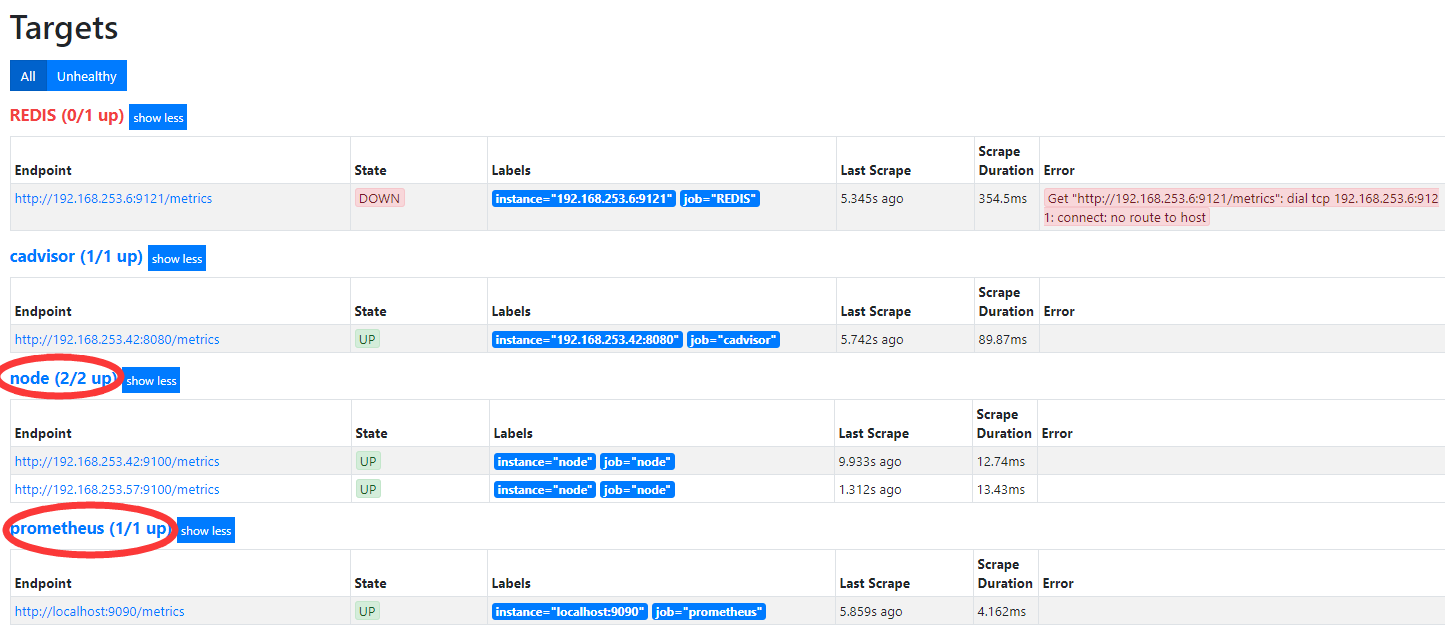 Targets
All Unhealthy
REDIS (0/1 up) show less
Scrape
Endpoint State Labels Last Scrape Duration Error
http://192.168.253.6:9121/metrics DOWN instance="192.168.253.6:9121" job="REDIS" 5.345s ago 354.5ms Get "http://192.168.253.6:9121/metrics": dial tcp 192.168.253.6:912
1: connect: no route to host
cadvisor (1/1 up) show less
Scrape
Endpoint State Labels Last Scrape Duration Error
http://192.168.253.42:8080/metrics UP instance="192.168.253.42:8080" job="cadvisor" 5.742s ago 89.87ms
node (2/2 up) show less
Scrape
Endpoint State Labels Last Scrape Duration Error
http://192.168.253.42:9100/metrics UP instance="node" job="node" 9.933s ago 12.74ms
http://192.168.253.57:9100/metrics UP instance="node" job="node" 1.312s ago 13.43ms
prometheus (1/1 up) show less
Scrape
Endpoint State Labels Last Scrape Duration Error
http://localhost:9090/metrics UP instance="localhost:9090" job="prometheus" 5.859s ago 4.162ms